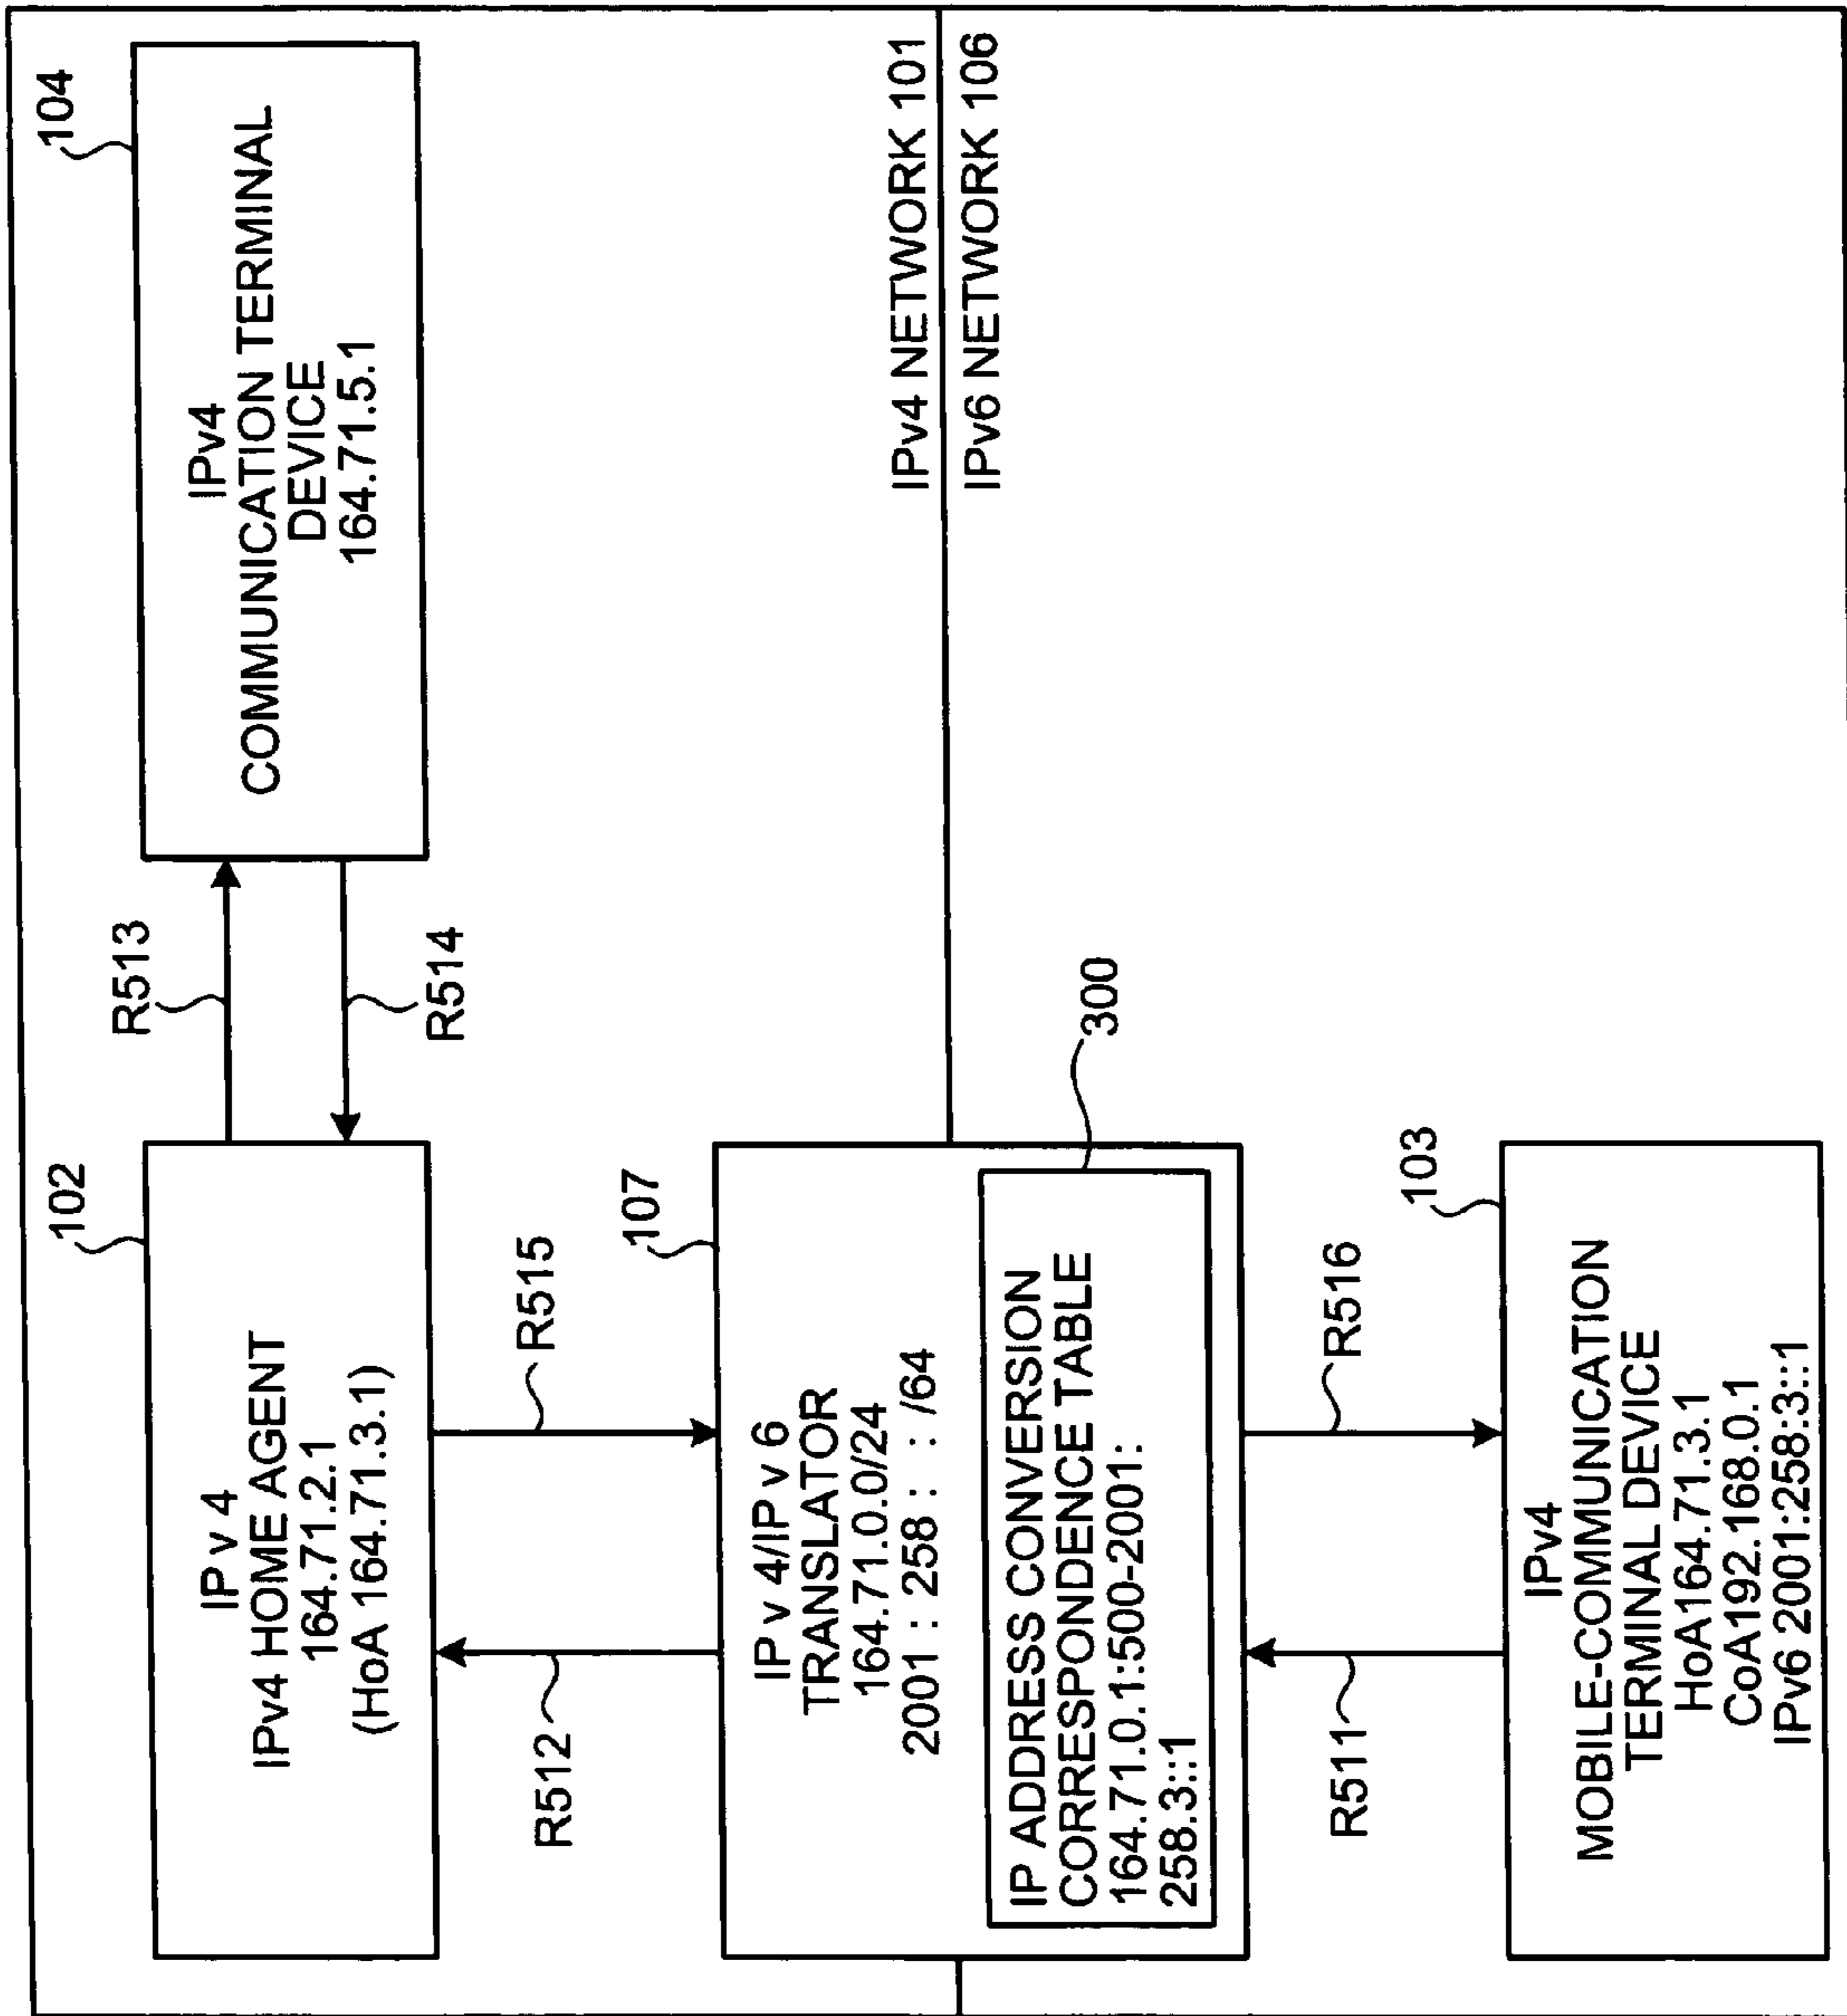 102
IP v 4
IPv4 HOME AGENT
164.71.2.1
(HoA 164.71.3.1)
R513
R514
104
IPv4
COMMUNICATION TERMINAL
DEVICE
164.71.5.1
R512
R515
107
IP v 4/IP v 6
TRANSLATOR
164.71.0.0/24
2001 : 258 : : /64
IP ADDRESS CONVERSION
CORRESPONDENCE TABLE
164.71.0.1:500-2001:
258.3::1
300
IPv4 NETWORK 101
IPv6 NETWORK 106
R511
R516
103
IPv4
MOBILE-COMMUNICATION
TERMINAL DEVICE
HoA164.71.3.1
CoA192.168.0.1
IPv6 2001:258:3::1